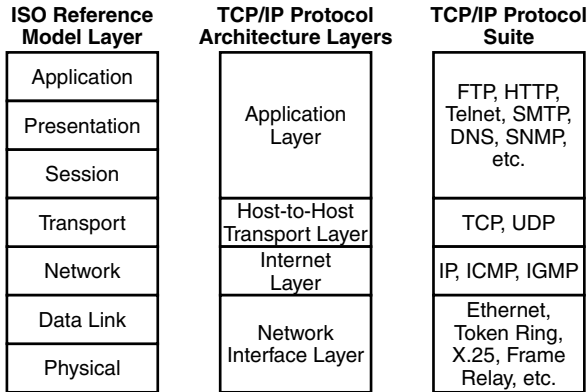 ISO Reference
Model Layer
Application
Presentation
Session
Transport
Network
Data Link
Physical
TCP/IP Protocol
Architecture Layers
Application
Layer
Host-to-Host
Transport Layer
Internet
Layer
Network
Interface Layer
TCP/IP Protocol
Suite
FTP, HTTP,
Telnet, SMTP,
DNS, SNMP,
etc.
TCP, UDP
IP, ICMP, IGMP
Ethernet,
Token Ring,
X.25, Frame
Relay, etc.